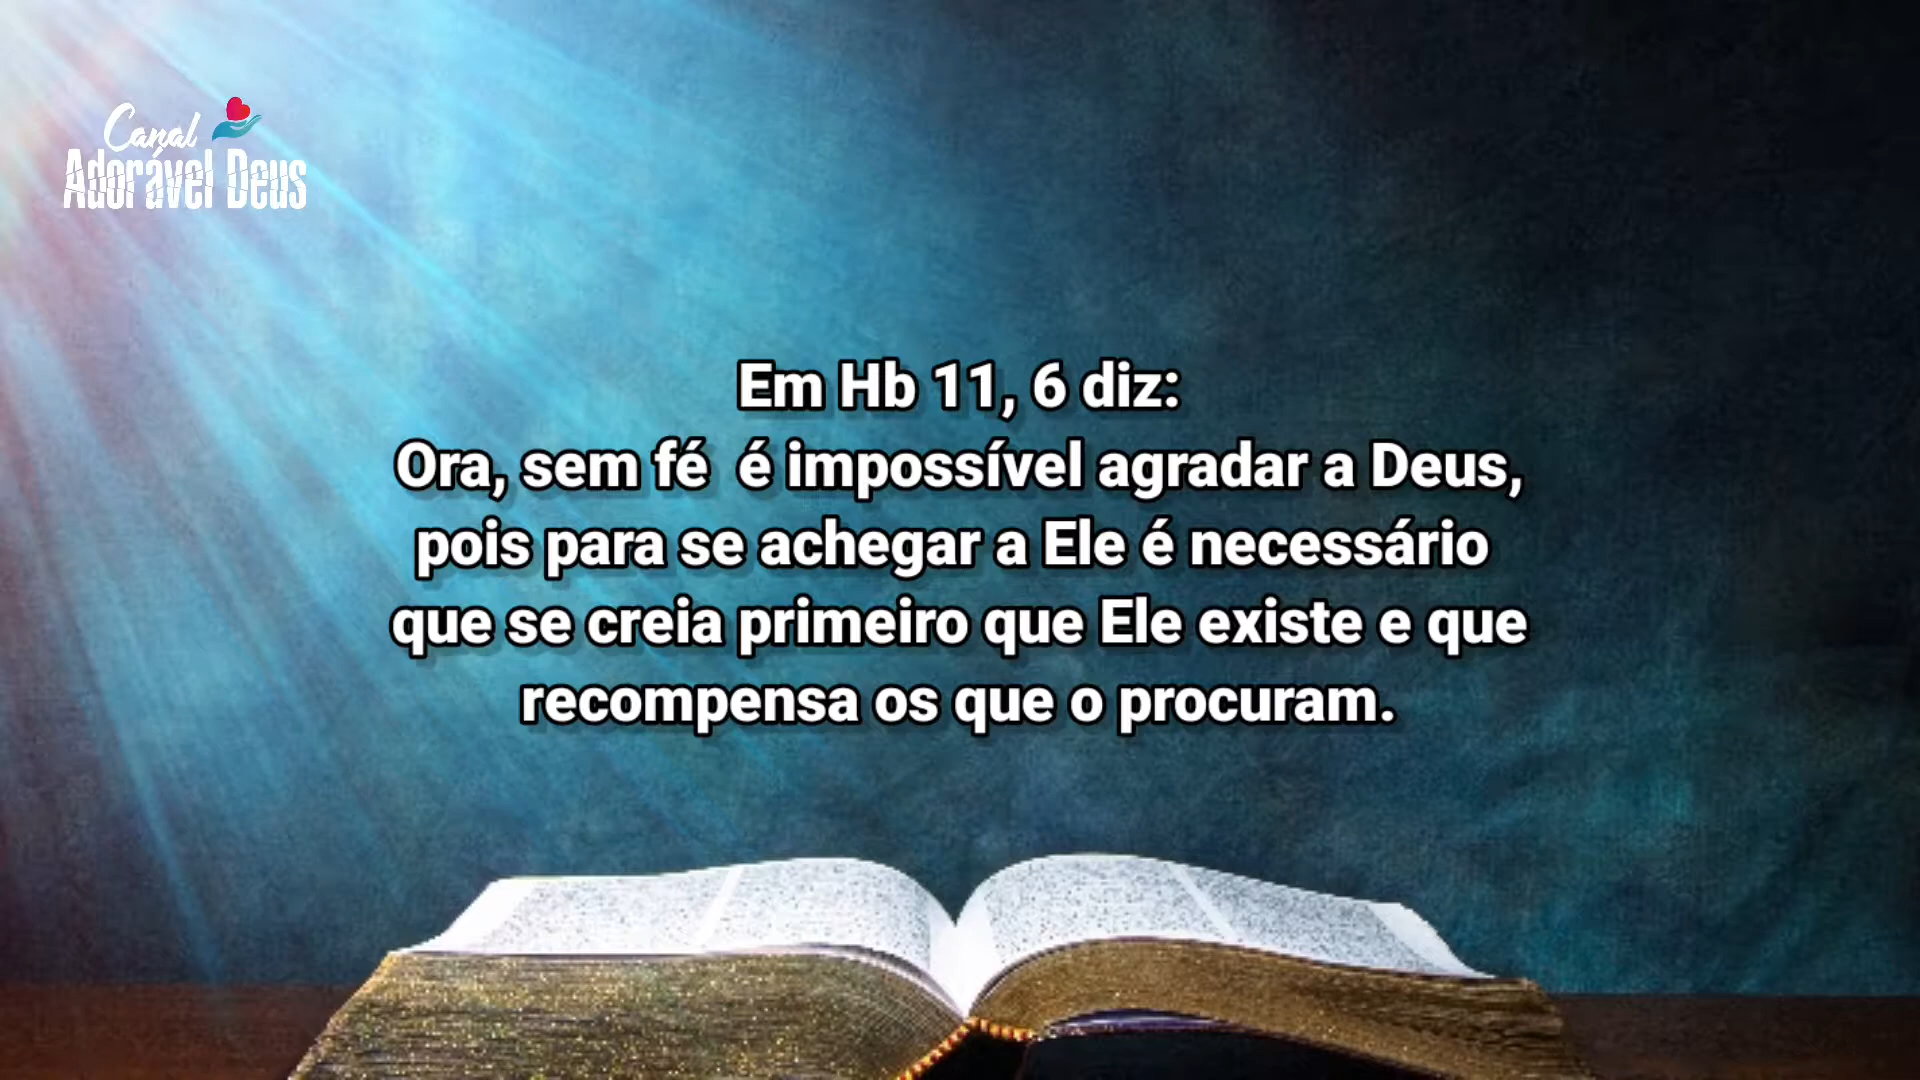 Canal
Adorável Deus
Em Hb 11, 6 diz:
Ora, sem fé é impossível agradar a Deus,
pois para se achegar a Ele é necessário
que se creia primeiro que Ele existe e que
recompensa os que o procuram.